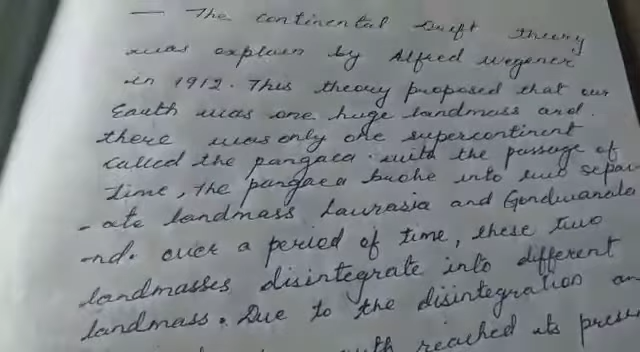 — The continental Drift theory
was explain by Alfred wegener
in 1912. This theory proposed that our
Earth was one huge landmass and.
there was only one supercontinent
called the pangaea. with the passage of
time, the pangaea broke into two separ-
-ate landmass Laurasia and Gondwanala
-nd. over a period of time, these two
landmasses disintegrate into different
landmass. Due to the disintegration an
reached its prese